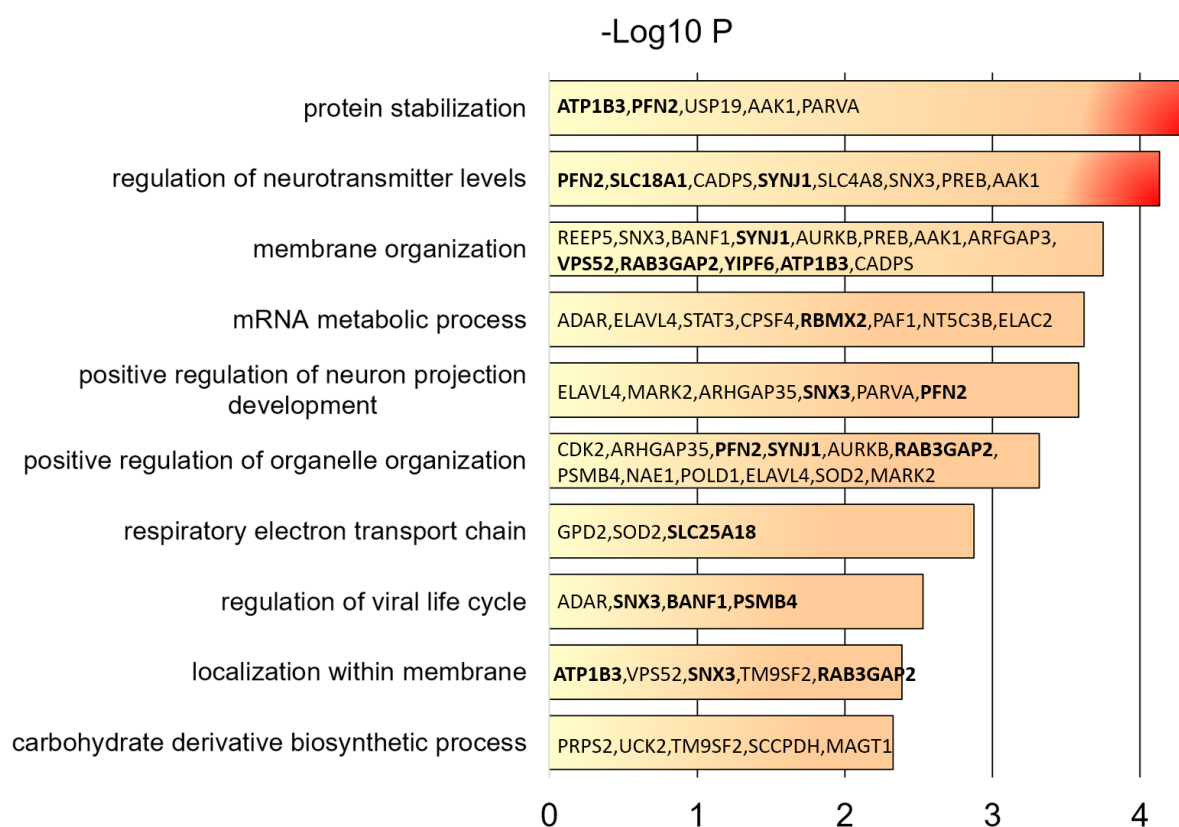 -Log10 P
protein stabilization
ATP1B3,PFN2,USP19,AAK1,PARVA
regulation of neurotransmitter levels
PFN2,SLC18A1,CADPS,SYNJ1,SLC4A8,SNX3,PREB,AAK1
membrane organization
REEP5,SNX3,BANF1,SYNJ1,AURKB,PREB,AAK1,ARFGAP3,
VPS52,RAB3GAP2,YIPF6,ATP1B3,CADPS
mRNA metabolic process
ADAR,ELAVL4,STAT3,CPSF4,RBMX2,PAF1,NT5C3B,ELAC2
positive regulation of neuron projection
development
ELAVL4,MARK2,ARHGAP35,SNX3,PARVA,PFN2
positive regulation of organelle organization
CDK2,ARHGAP35,PFN2,SYNJ1,AURKB,RAB3GAP2,
PSMB4,NAE1,POLD1,ELAVL4,SOD2,MARK2
respiratory electron transport chain
GPD2,SOD2,SLC25A18
regulation of viral life cycle
ADAR,SNX3,BANF1,PSMB4
localization within membrane
ATP1B3,VPS52,SNX3,TM9SF2,RAB3GAP2
carbohydrate derivative biosynthetic process
PRPS2,UCK2,TM9SF2,SCCPDH,MAGT1
0 1 2 3 4